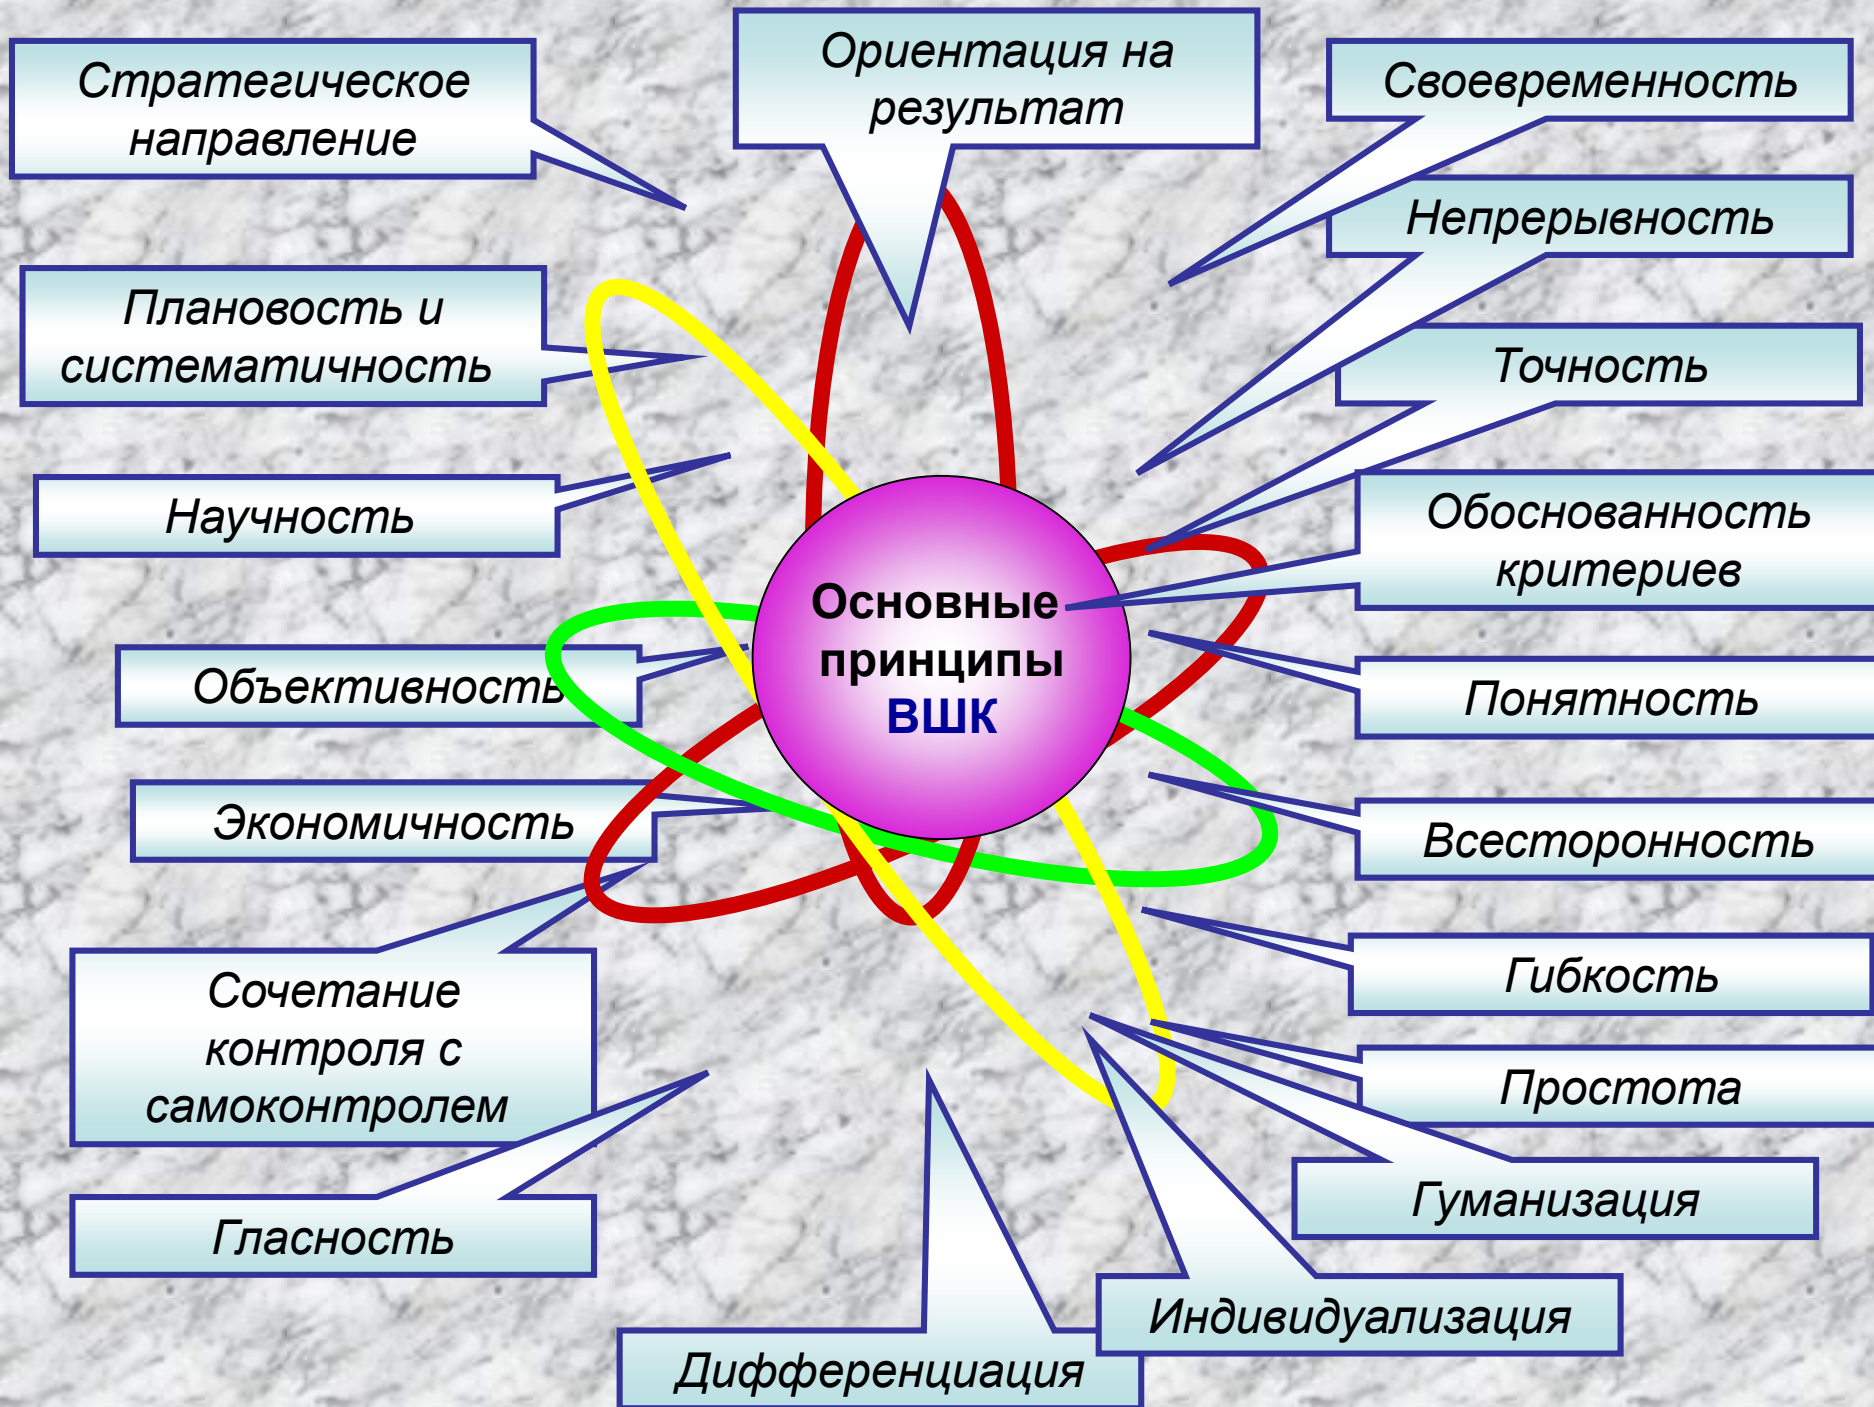 Стратегическое
направление
Ориентация на
результат
Своевременность
Непрерывность
Плановость и
систематичность
Точность
Научность
Обоснованность
критериев
Основные
принципы
ВШК
Объективность
Понятность
Экономичность
Всесторонность
Сочетание
контроля с
самоконтролем
Гибкость
Простота
Гласность
Гуманизация
Индивидуализация
Дифференциация